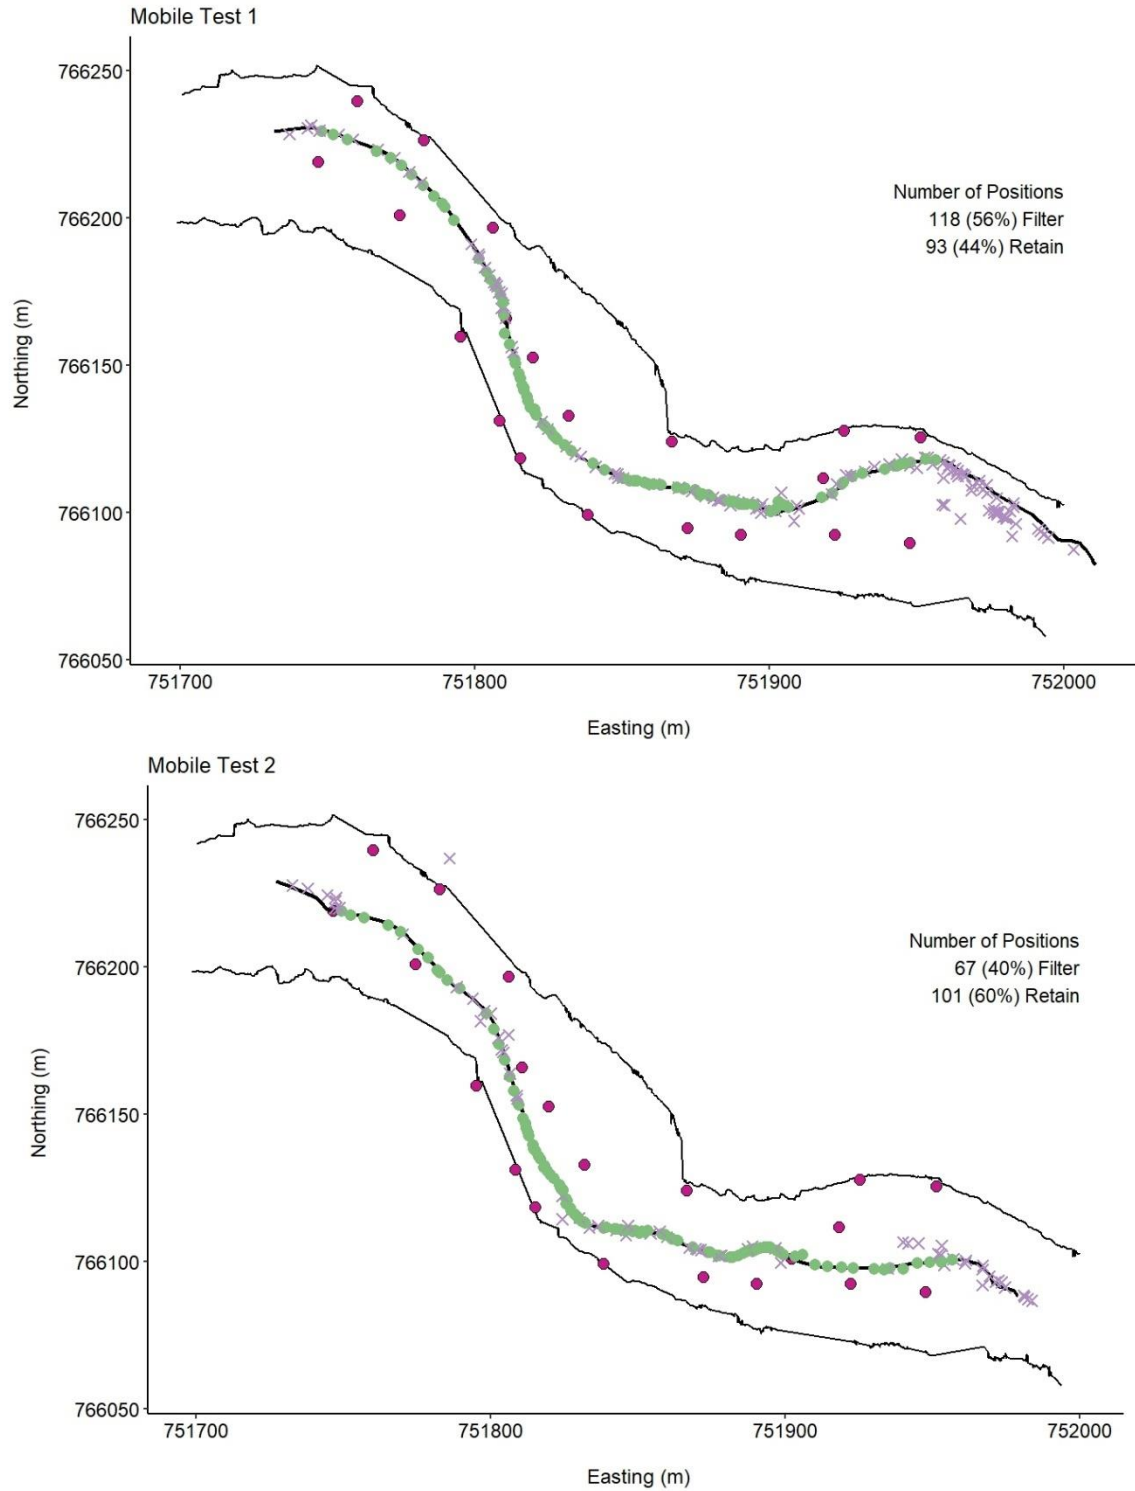 Mobile Test 1
766250
766200
766150
766100
766050
Northing (m)
Number of Positions
118 (56%) Filter
93 (44%) Retain
751700
751800
751900
752000
Easting (m)
Mobile Test 2
766250
766200
766150
766100
766050
Northing (m)
Number of Positions
67 (40%) Filter
101 (60%) Retain
751700
751800
751900
752000
Easting (m)